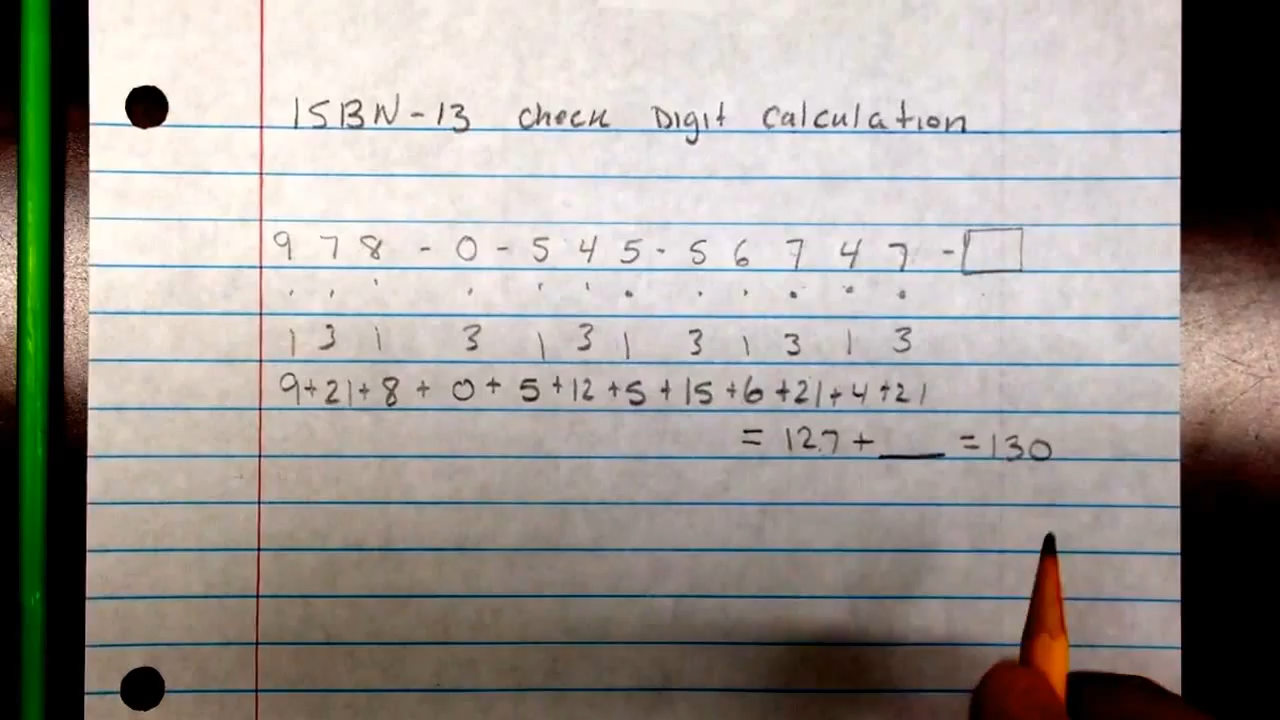 ISBN-13 Check Digit Calculation
978-0-545-56747-
1 3 1 3 1 3 1 3 1 3 1 3
9+21+8+0+5+12+5+15+6+21+4+21
=127+___=130